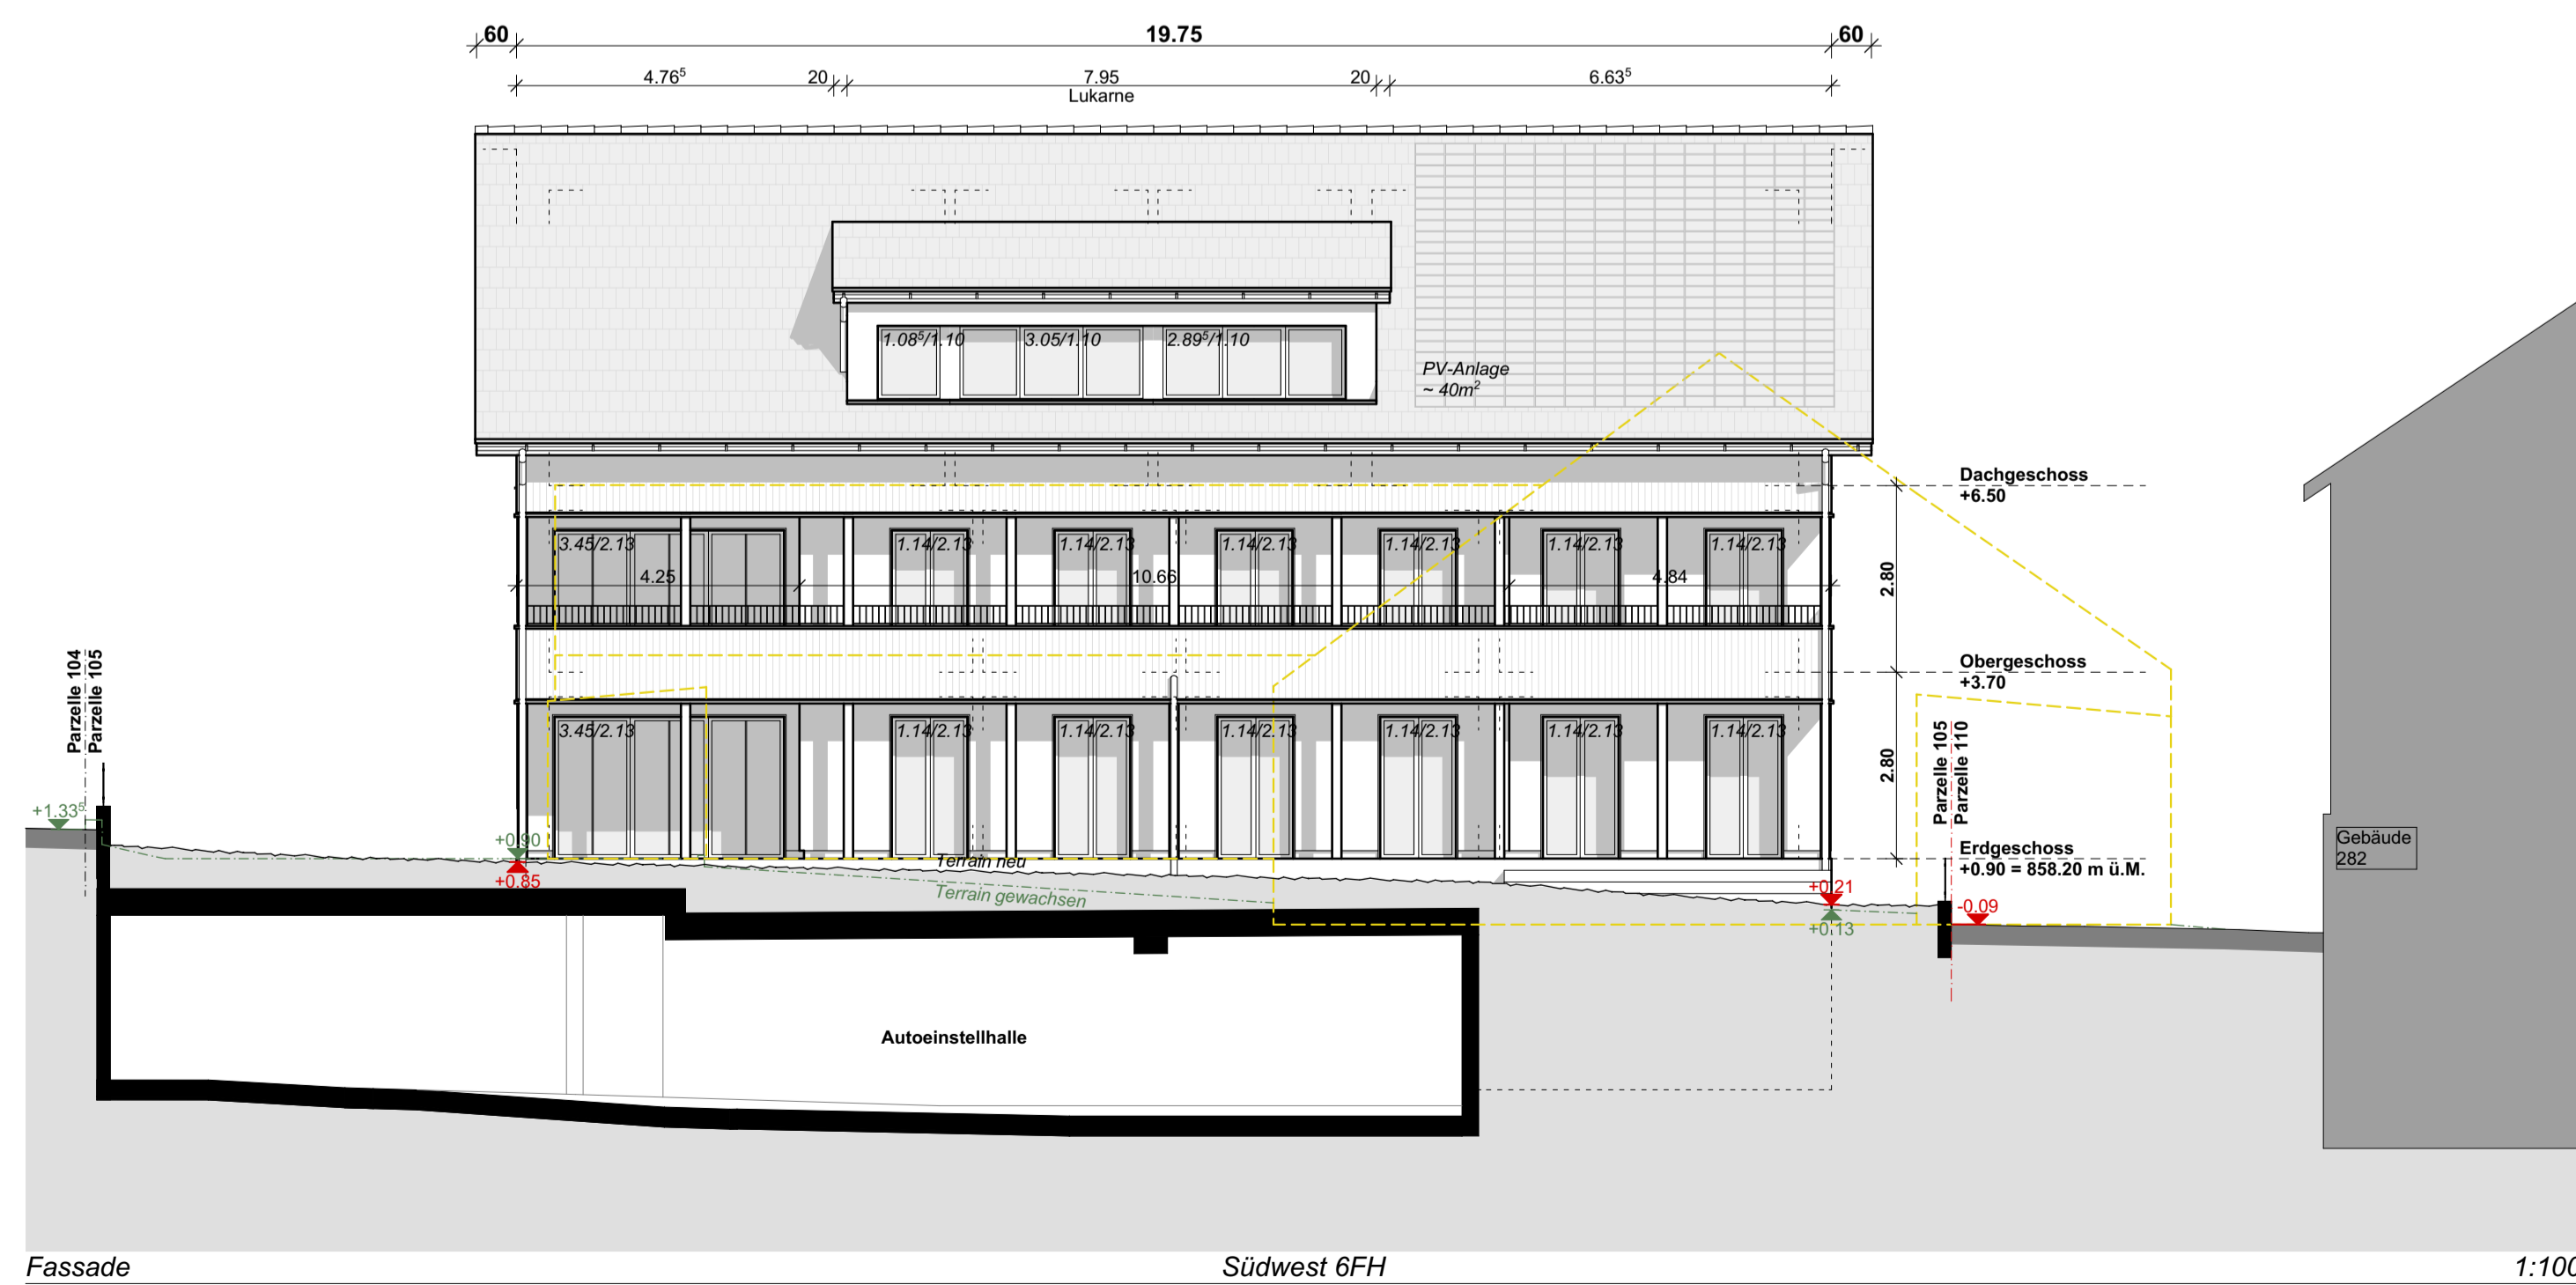 60 19.75 60
4.76⁵ 20 7.95 20 6.63⁵
Lukarne
1.08⁵/1.10 3.05/1.10 2.89⁵/1.10
PV-Anlage
~ 40m²
Dachgeschoss
+6.50
3.45/2.13 1.14/2.13 1.14/2.13 1.14/2.13 1.14/2.13 1.14/2.13 1.14/2.13
4.25 10.66 4.84
2.80
Obergeschoss
+3.70
Parzelle 104
Parzelle 105
3.45/2.13 1.14/2.13 1.14/2.13 1.14/2.13 1.14/2.13 1.14/2.13 1.14/2.13
2.80
Parzelle 105
Parzelle 110
+1.33⁵
+0.90
+0.85
Terrain neu
Terrain gewachsen
Erdgeschoss
+0.90 = 858.20 m ü.M.
Gebäude
282
+0.21
+0.13
-0.09
Autoeinstellhalle
Fassade Südwest 6FH 1:100